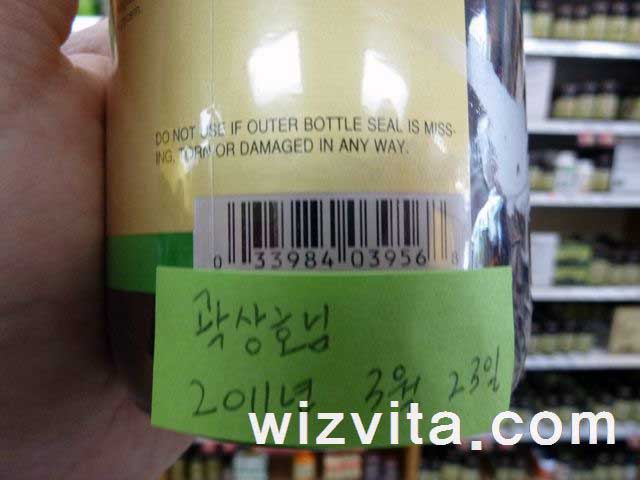 DO NOT USE IF OUTER BOTTLE SEAL IS MISS-
ING, TORN OR DAMAGED IN ANY WAY.
0 33984 03956 8
곽상호님
2011년 3월 23일
wizvita.com